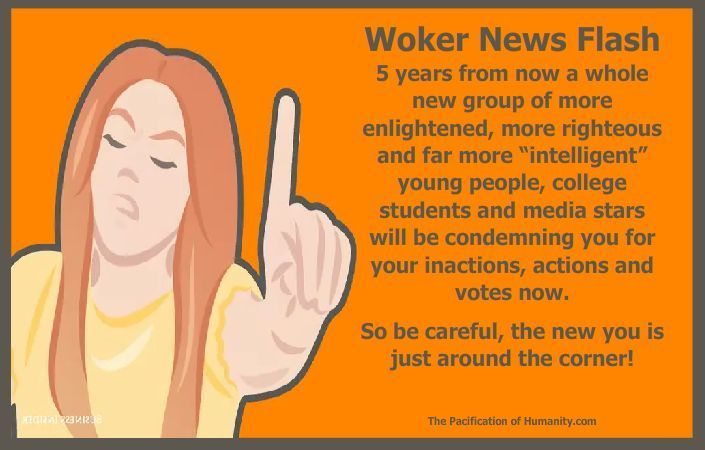 Woker News Flash
5 years from now a whole
new group of more
enlightened, more righteous
and far more “intelligent”
young people, college
students and media stars
will be condemning you for
your inactions, actions and
votes now.
So be careful, the new you is
just around the corner!
The Pacification of Humanity.com
BUSINESS INSIDER